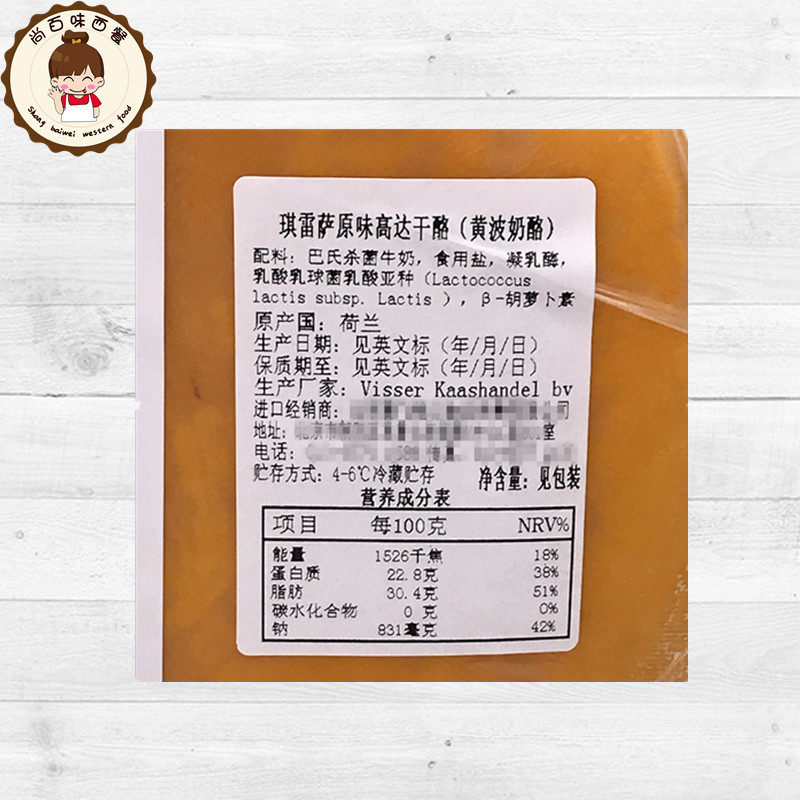 尚百味西餐
Shang baiwei western food
琪雷萨原味高达干酪（黄波奶酪）
配料：巴氏杀菌牛奶，食用盐，凝乳酶，
乳酸乳球菌乳酸亚种（Lactococcus
lactis subsp. Lactis ），β-胡萝卜素
原产国：荷兰
生产日期：见英文标（年/月/日）
保质期至：见英文标（年/月/日）
生产厂家：Visser Kaashandel bv
进口经销商：
地址：
电话：
贮存方式：4-6℃冷藏贮存 净含量：见包装
营养成分表
项目 每100克 NRV%
能量 1526千焦 18%
蛋白质 22.8克 38%
脂肪 30.4克 51%
碳水化合物 0 克 0%
钠 831毫克 42%